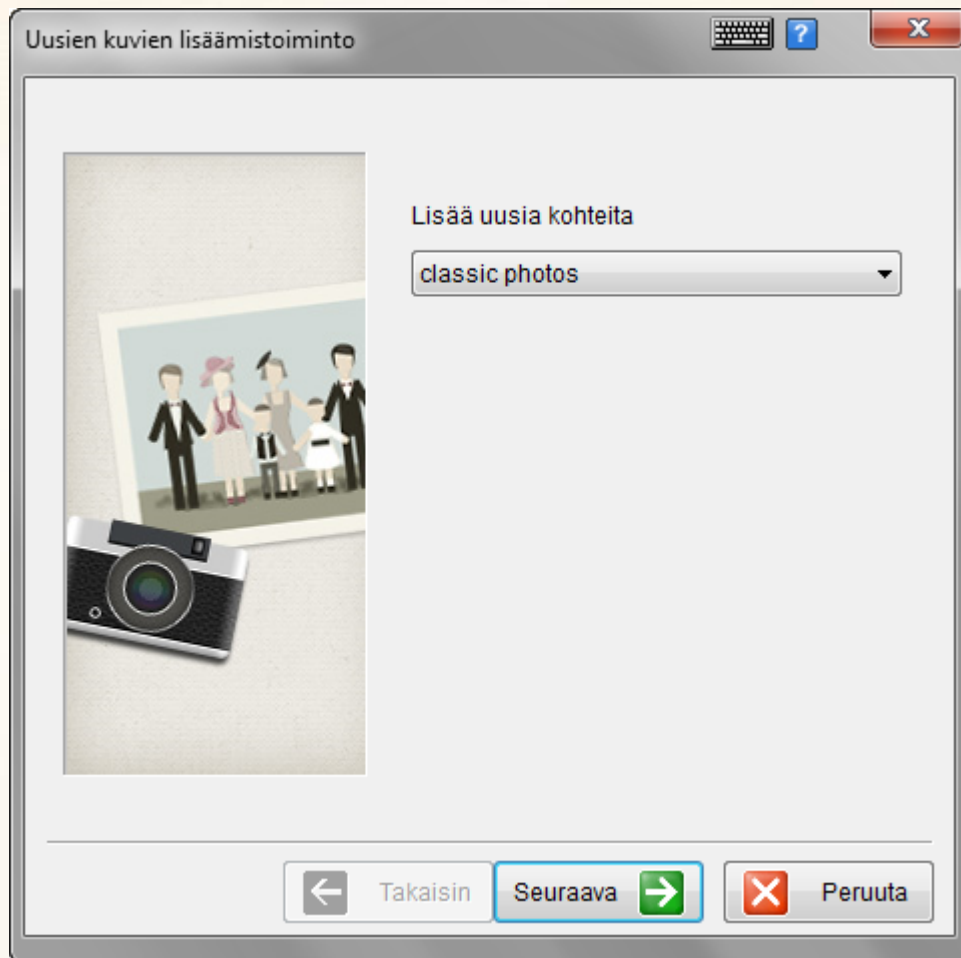 Uusien kuvien lisäämistoiminto
?
Lisää uusia kohteita
classic photos
Takaisin
Seuraava
Peruuta